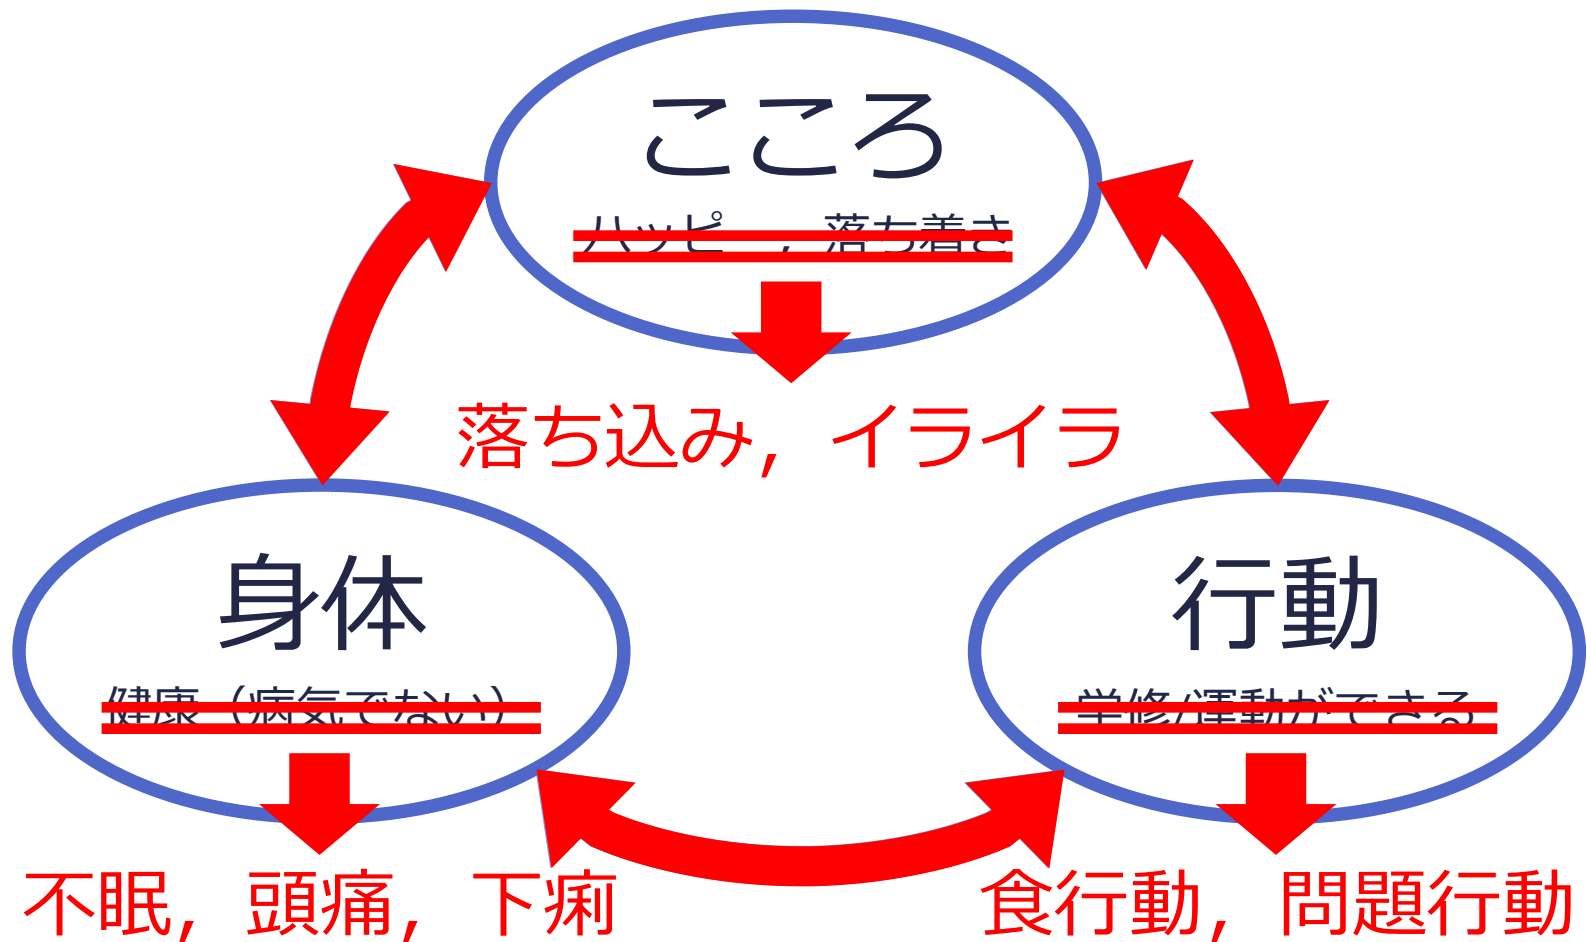 こころ
ハッピー，落ち着き
落ち込み，イライラ
身体
健康（病気でない）
不眠，頭痛，下痢
行動
学修/運動ができる
食行動，問題行動